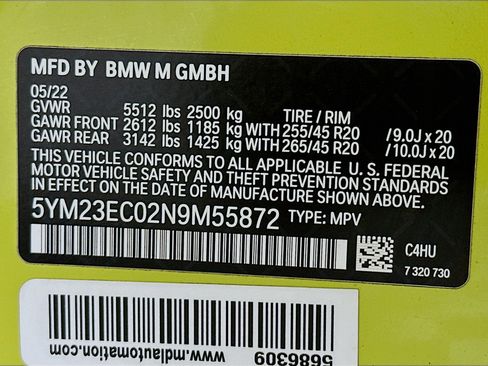 MFD BY BMW M GMBH
05/22
GVWR 5512 lbs 2500 kg TIRE / RIM
GAWR FRONT 2612 lbs 1185 kg WITH 255/45 R20 /9.0J x 20
GAWR REAR 3142 lbs 1425 kg WITH 265/45 R20 /10.0J x 20
THIS VEHICLE CONFORMS TO ALL APPLICABLE U. S. FEDERAL
MOTOR VEHICLE SAFETY AND THEFT PREVENTION STANDARDS
IN EFFECT ON THE DATE OF MANUFACTURE SHOWN ABOVE.
5YM23EC02N9M55872 TYPE: MPV
C4HU
7 320 730
5686309
www.mdlautomation.com